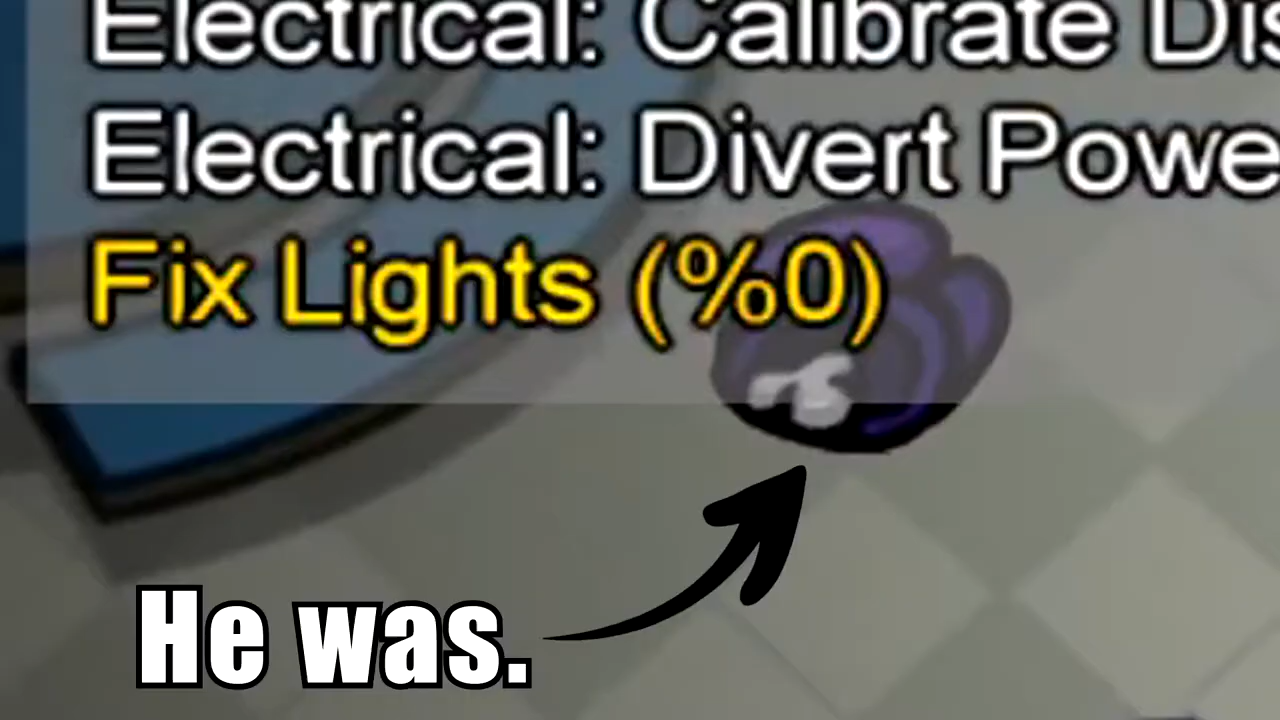 Electrical: Calibrate Dis
Electrical: Divert Powe
Fix Lights (%0)
He was.